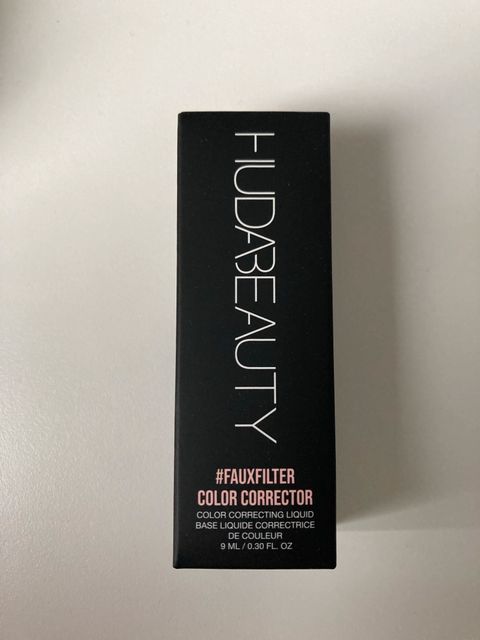 HUDABEAUTY
#FAUXFILTER
COLOR CORRECTOR
COLOR CORRECTING LIQUID
BASE LIQUIDE CORRECTRICE
DE COULEUR
9 ML / 0.30 FL. OZ